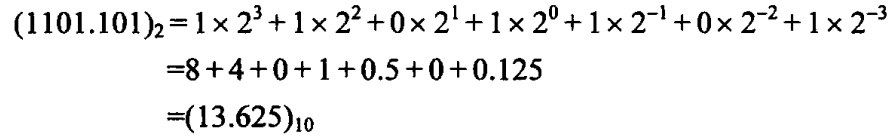 (1101.101)₂ = 1 × 2³ + 1 × 2² + 0 × 2¹ + 1 × 2⁰ + 1 × 2⁻¹ + 0 × 2⁻² + 1 × 2⁻³
=8 + 4 + 0 + 1 + 0.5 + 0 + 0.125
=(13.625)₁₀